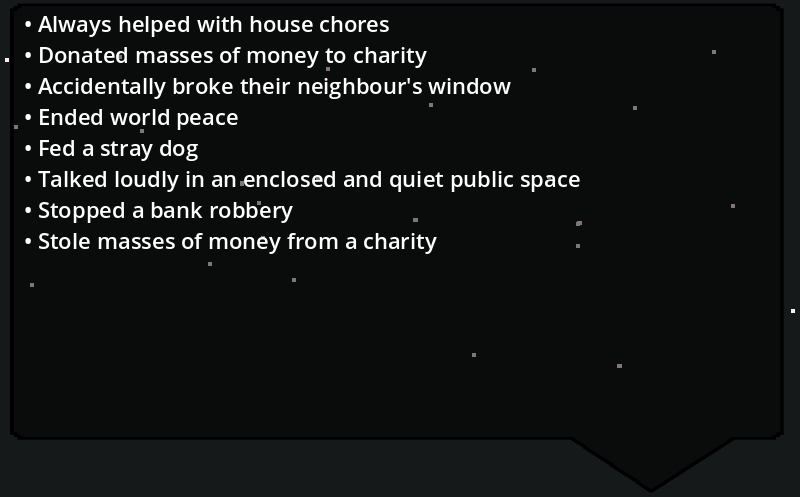 • Always helped with house chores
• Donated masses of money to charity
• Accidentally broke their neighbour's window
• Ended world peace
• Fed a stray dog
• Talked loudly in an enclosed and quiet public space
• Stopped a bank robbery
• Stole masses of money from a charity